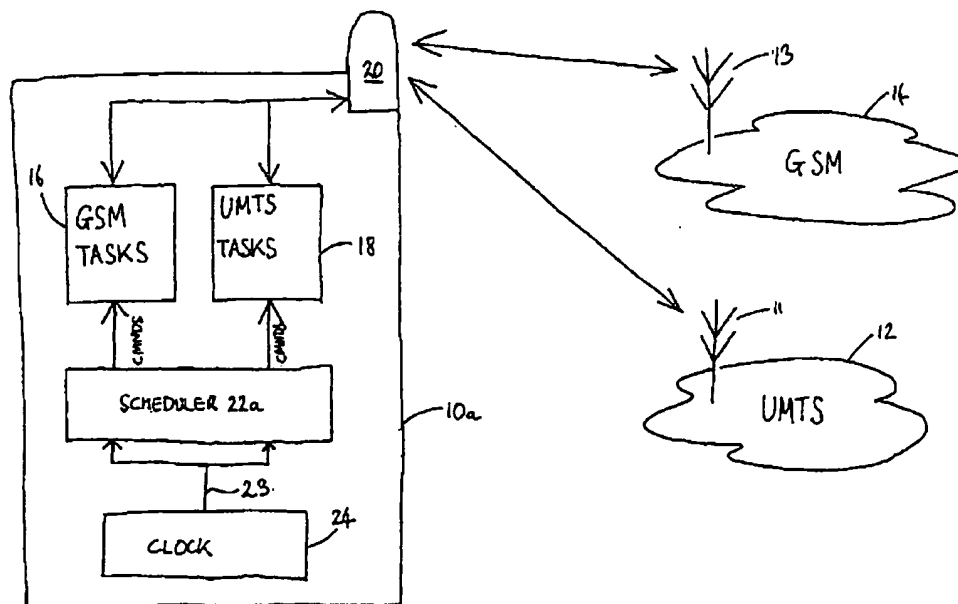 20
13
14
GSM
16
GSM
TASKS
UMTS
TASKS
18
11
12
UMTS
CMNDS
CMNDS
SCHEDULER 22a
10a
23.
24
CLOCK